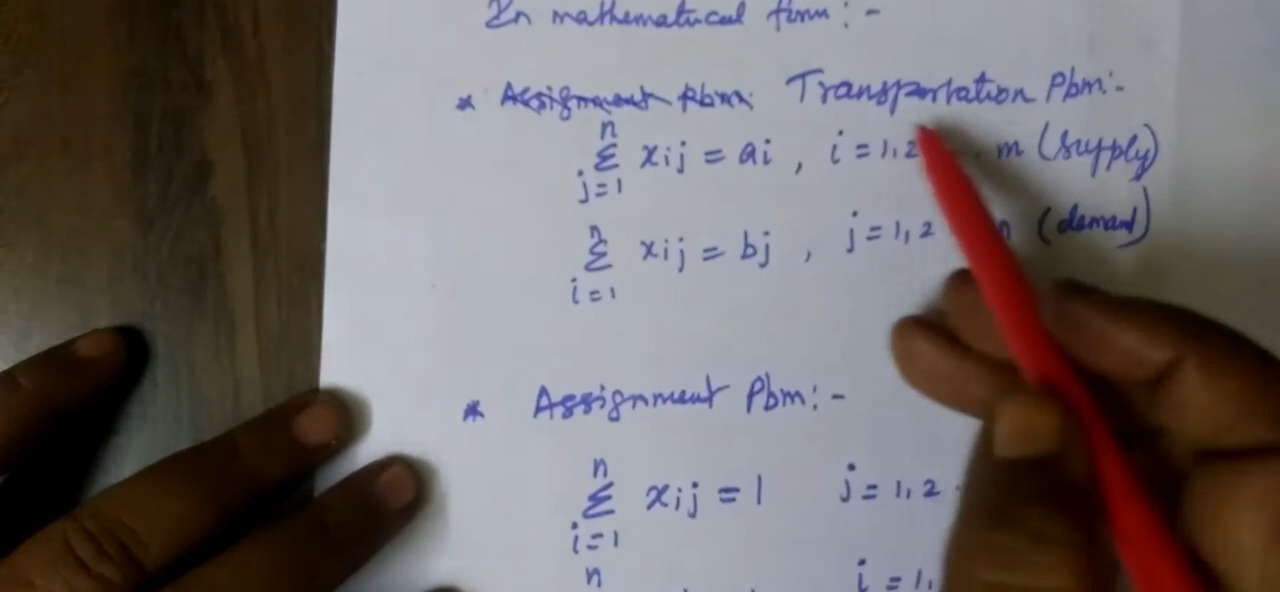 In mathematical form : -
* Assignment Pbm: Transportation Pbm:-
n
Σ xij = ai , i = 1, 2 . m (supply)
j=1
n
Σ xij = bj , j = 1, 2 n (demand)
i=1
* Assignment Pbm:-
n
Σ xij = 1 j = 1, 2 .
i=1
n
i = 1,